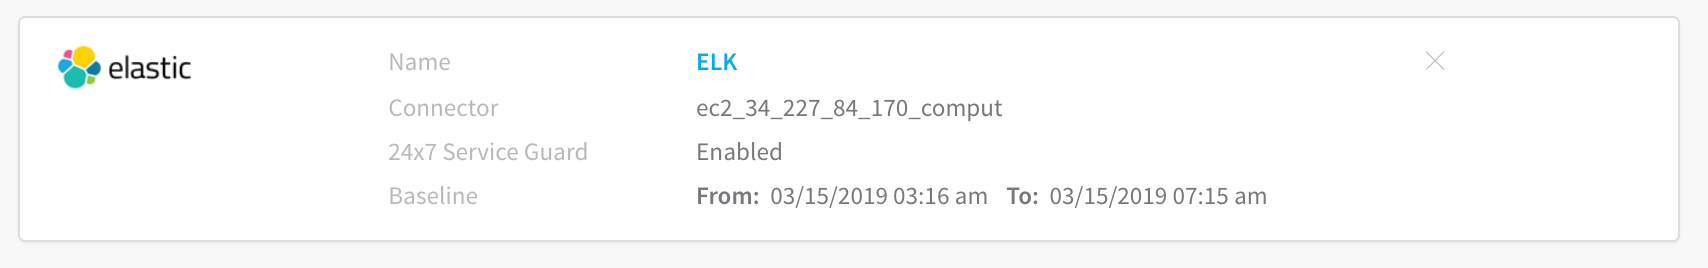 elastic
Name ELK
Connector ec2_34_227_84_170_comput
24x7 Service Guard Enabled
Baseline From: 03/15/2019 03:16 am To: 03/15/2019 07:15 am